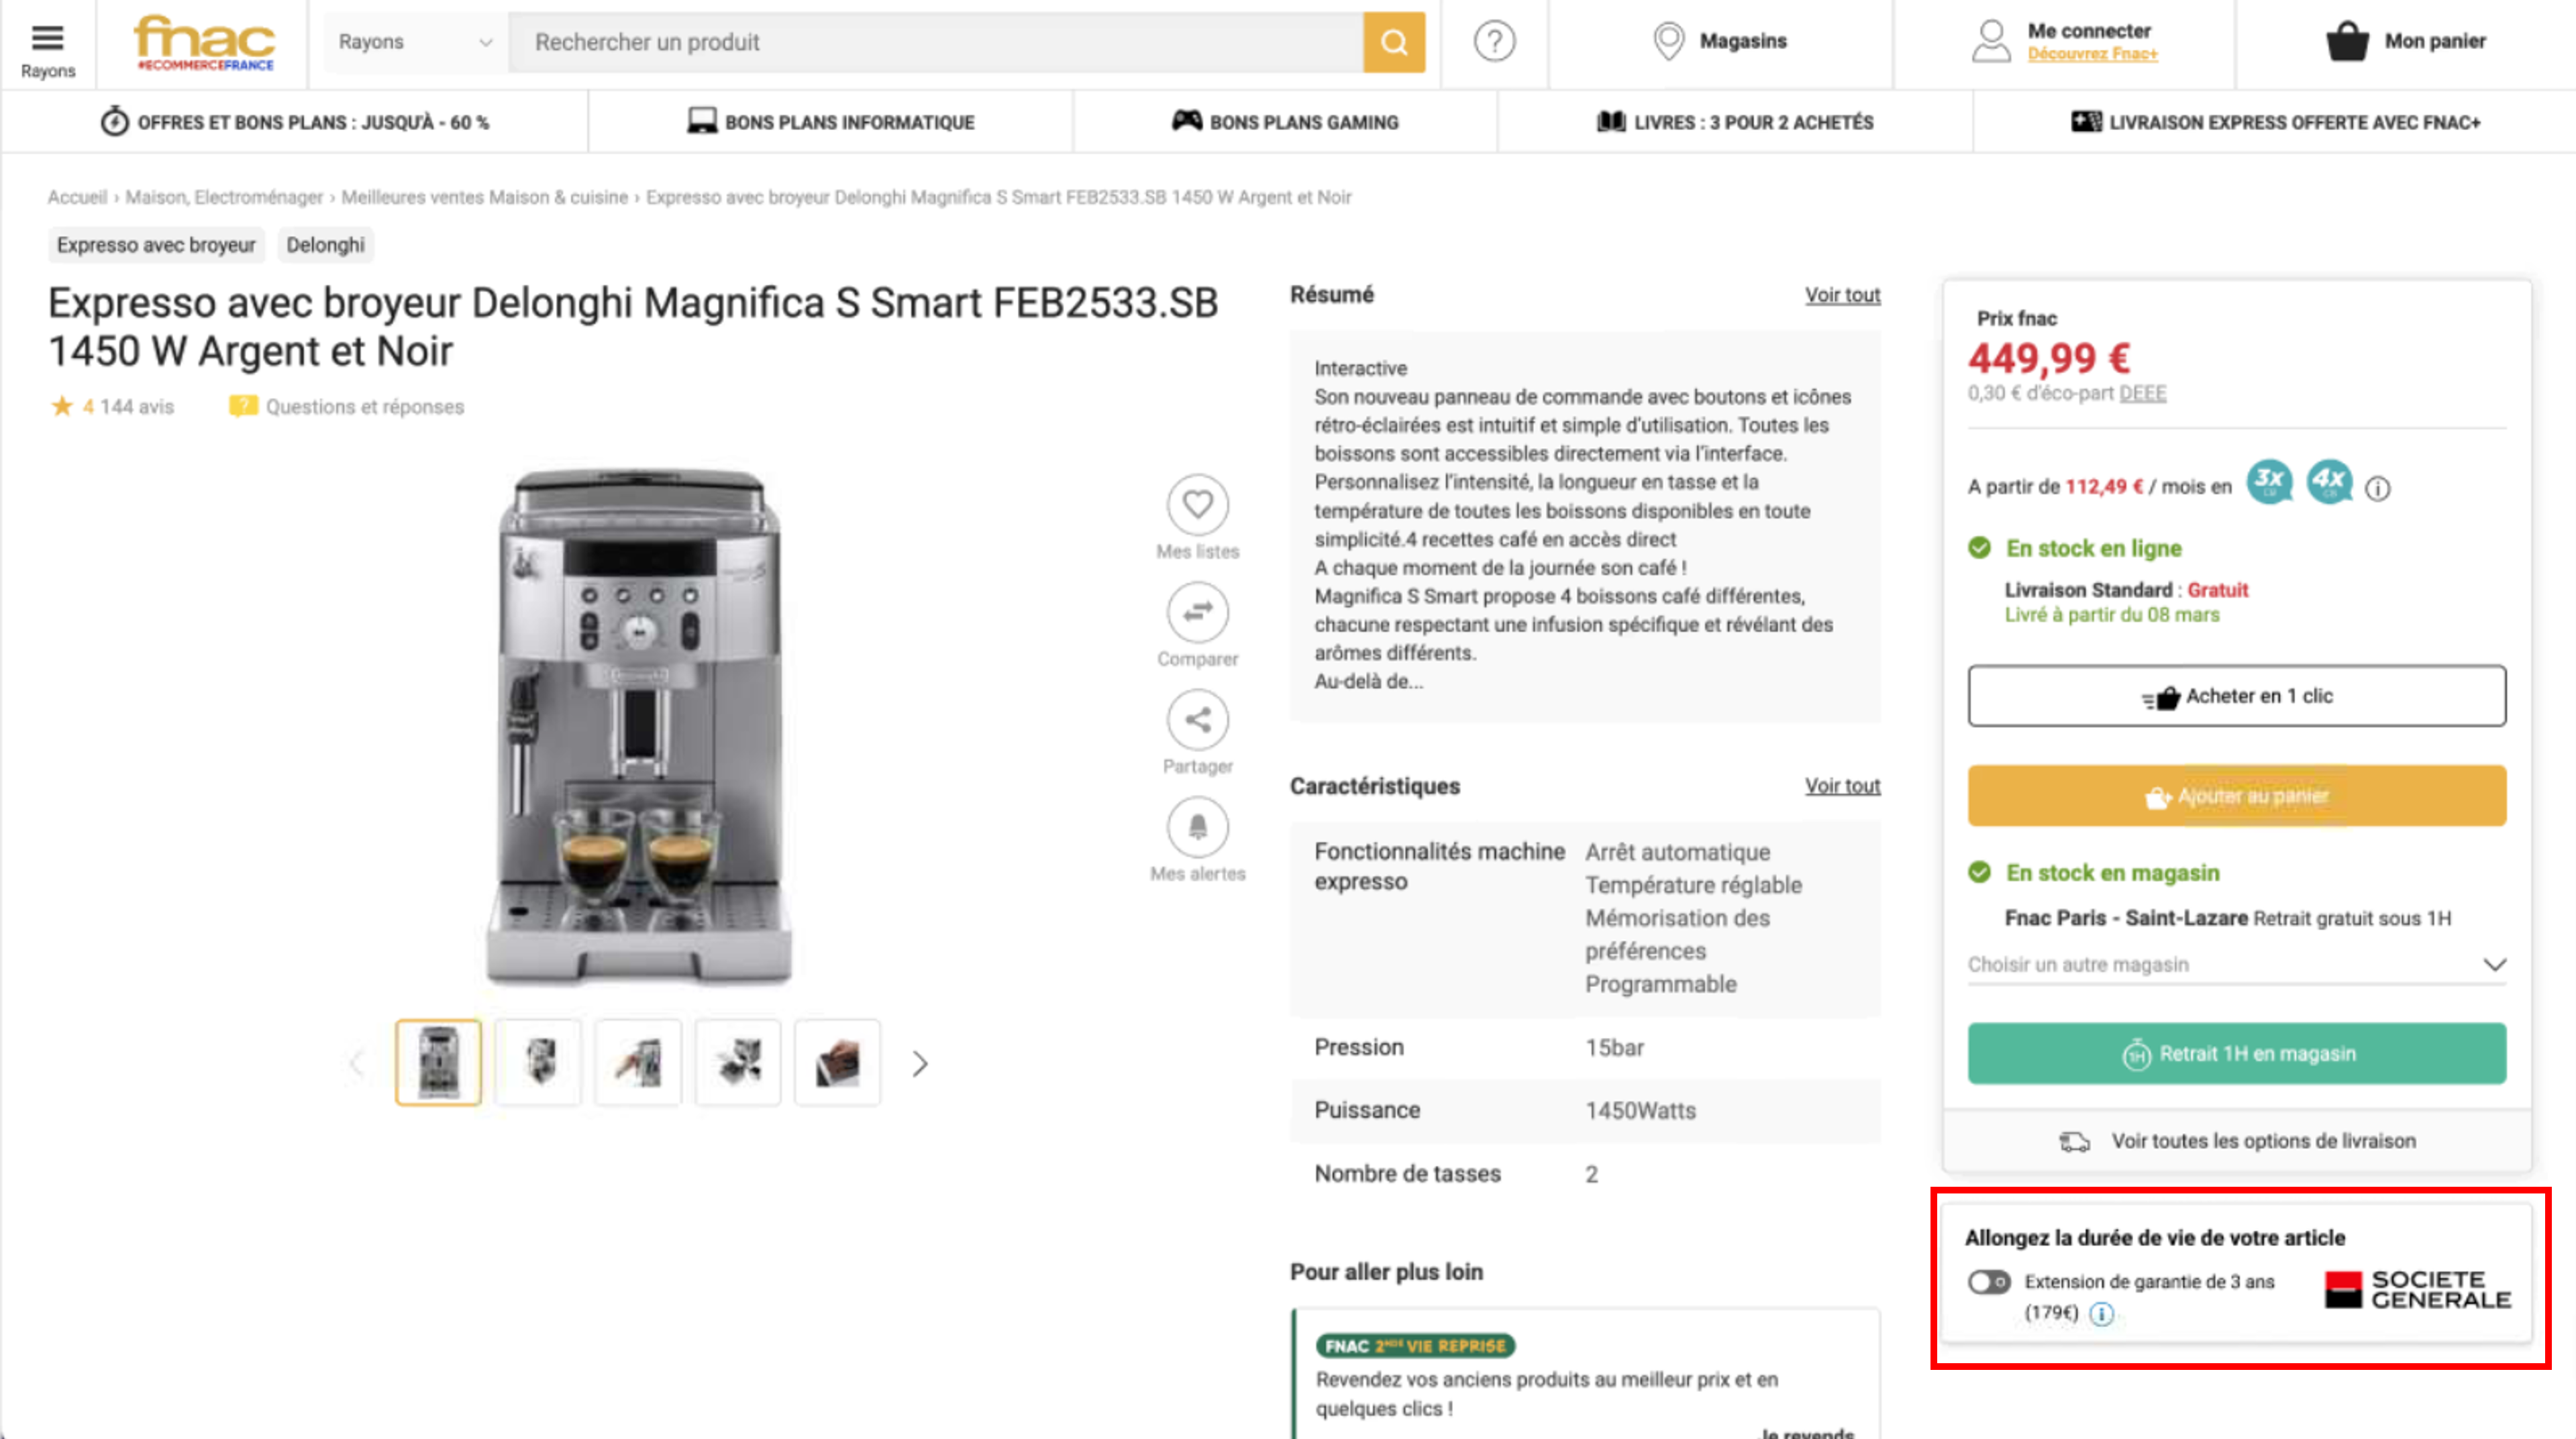 Rayons
fnac
#ECOMMERCEFRANCE
Rayons
Rechercher un produit
?
Magasins
Me connecter
Découvrez Fnac+
Mon panier
OFFRES ET BONS PLANS : JUSQU'À - 60 %
BONS PLANS INFORMATIQUE
BONS PLANS GAMING
LIVRES : 3 POUR 2 ACHETÉS
LIVRAISON EXPRESS OFFERTE AVEC FNAC+
Accueil › Maison, Electroménager › Meilleures ventes Maison & cuisine › Expresso avec broyeur Delonghi Magnifica S Smart FEB2533.SB 1450 W Argent et Noir
Expresso avec broyeur
Delonghi
Expresso avec broyeur Delonghi Magnifica S Smart FEB2533.SB
1450 W Argent et Noir
4 144 avis
? Questions et réponses
Mes listes
Comparer
Partager
Mes alertes
Résumé
Voir tout
Interactive
Son nouveau panneau de commande avec boutons et icônes
rétro-éclairées est intuitif et simple d'utilisation. Toutes les
boissons sont accessibles directement via l'interface.
Personnalisez l'intensité, la longueur en tasse et la
température de toutes les boissons disponibles en toute
simplicité.4 recettes café en accès direct
A chaque moment de la journée son café !
Magnifica S Smart propose 4 boissons café différentes,
chacune respectant une infusion spécifique et révélant des
arômes différents.
Au-delà de...
Caractéristiques
Voir tout
Fonctionnalités machine
expresso
Arrêt automatique
Température réglable
Mémorisation des
préférences
Programmable
Pression
15bar
Puissance
1450Watts
Nombre de tasses
2
Pour aller plus loin
FNAC 2NDE VIE REPRISE
Revendez vos anciens produits au meilleur prix et en
quelques clics !
Je revends
Prix fnac
449,99 €
0,30 € d'éco-part DEEE
A partir de 112,49 € / mois en 3x 4x i
En stock en ligne
Livraison Standard : Gratuit
Livré à partir du 08 mars
Acheter en 1 clic
Ajouter au panier
En stock en magasin
Fnac Paris - Saint-Lazare Retrait gratuit sous 1H
Choisir un autre magasin
1H Retrait 1H en magasin
Voir toutes les options de livraison
Allongez la durée de vie de votre article
Extension de garantie de 3 ans
(179€) i
SOCIETE
GENERALE